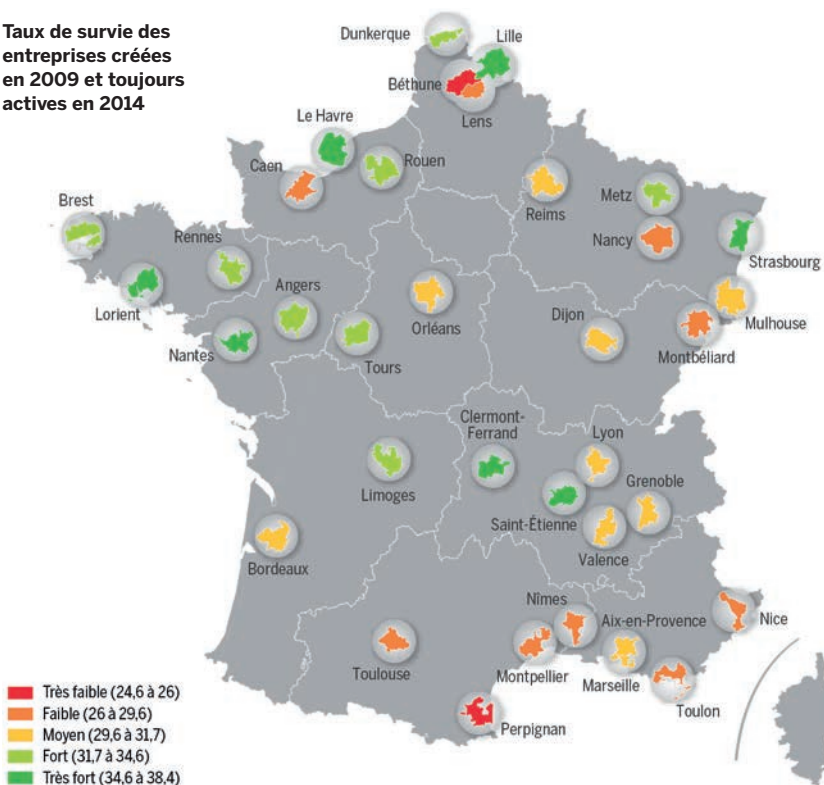 Taux de survie des
entreprises créées
en 2009 et toujours
actives en 2014
Dunkerque
Lille
Béthune
Lens
Le Havre
Caen
Rouen
Reims
Metz
Nancy
Strasbourg
Brest
Rennes
Lorient
Angers
Nantes
Tours
Orléans
Dijon
Mulhouse
Montbéliard
Clermont-
Ferrand
Lyon
Limoges
Grenoble
Saint-Étienne
Valence
Bordeaux
Nîmes
Aix-en-Provence
Nice
Toulouse
Montpellier
Marseille
Toulon
Perpignan
Très faible (24,6 à 26)
Faible (26 à 29,6)
Moyen (29,6 à 31,7)
Fort (31,7 à 34,6)
Très fort (34,6 à 38,4)